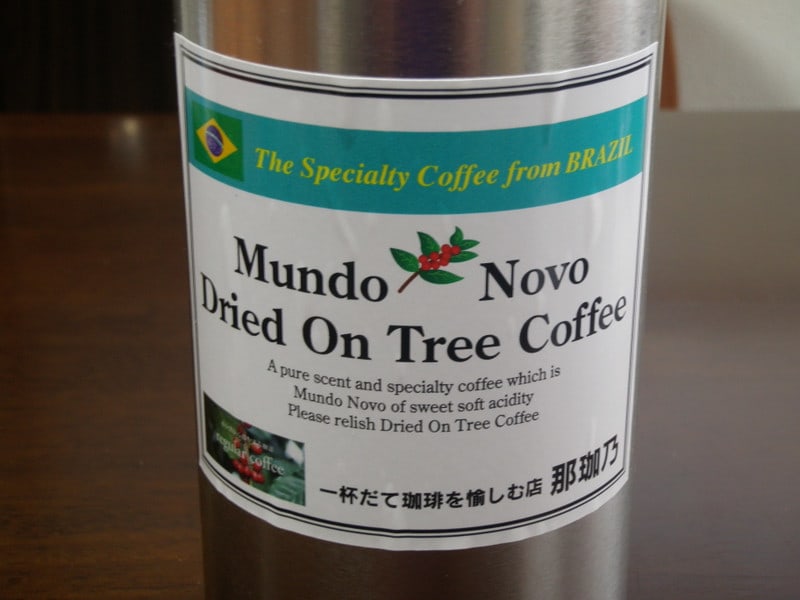 The Specialty Coffee from BRAZIL
Mundo Novo
Dried On Tree Coffee
A pure scent and specialty coffee which is
Mundo Novo of sweet soft acidity
Please relish Dried On Tree Coffee
regular coffee
一杯だて珈琲を愉しむ店 那珈乃